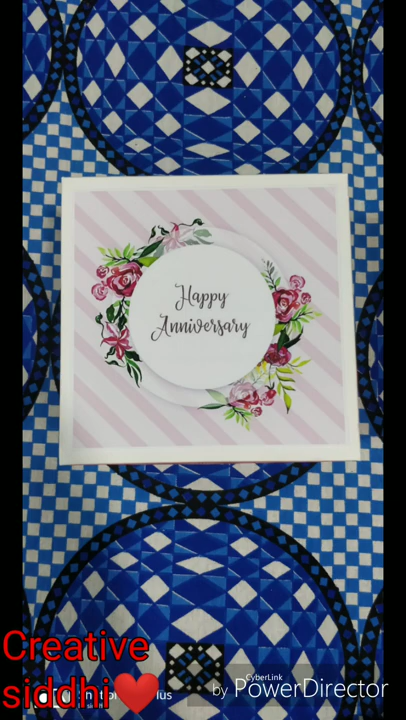 Happy
Anniversary
Creative
siddhi❤️
CyberLink
by PowerDirector